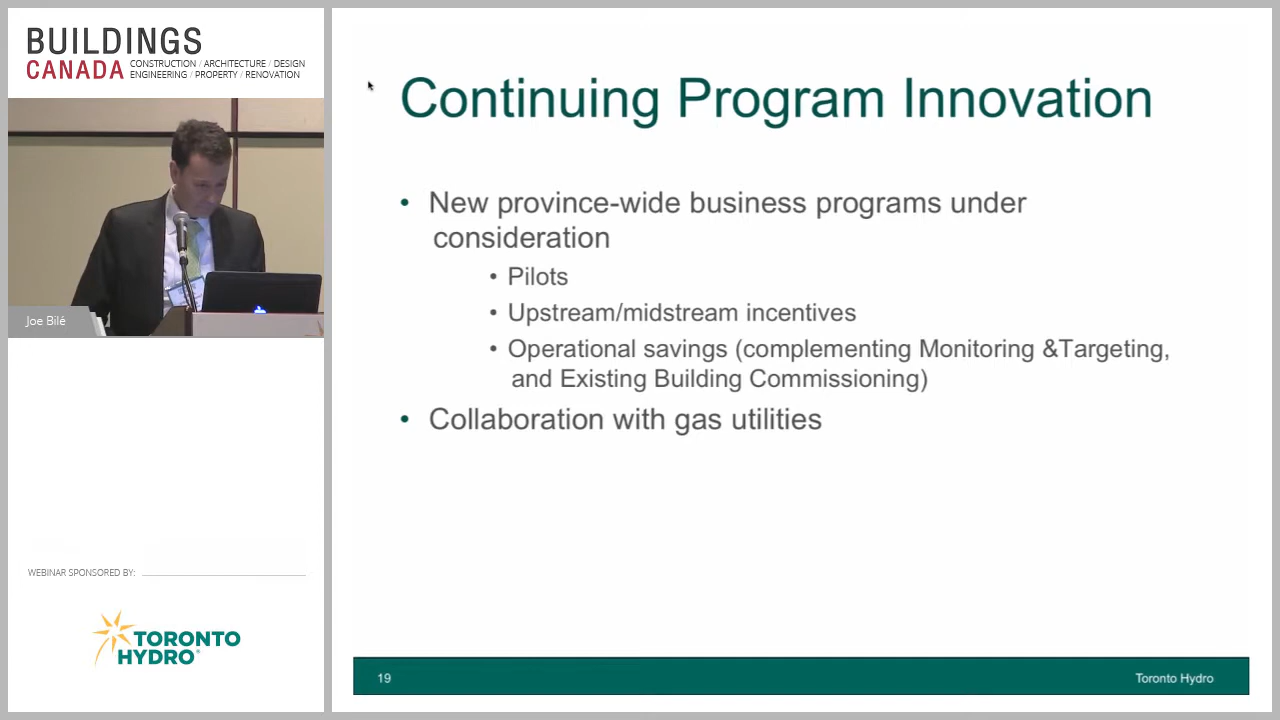 BUILDINGS
CANADA CONSTRUCTION / ARCHITECTURE / DESIGN
ENGINEERING / PROPERTY / RENOVATION
Joe Bilé
WEBINAR SPONSORED BY:
TORONTO
HYDRO®
Continuing Program Innovation
• New province-wide business programs under
consideration
• Pilots
• Upstream/midstream incentives
• Operational savings (complementing Monitoring &Targeting,
and Existing Building Commissioning)
• Collaboration with gas utilities
19
Toronto Hydro